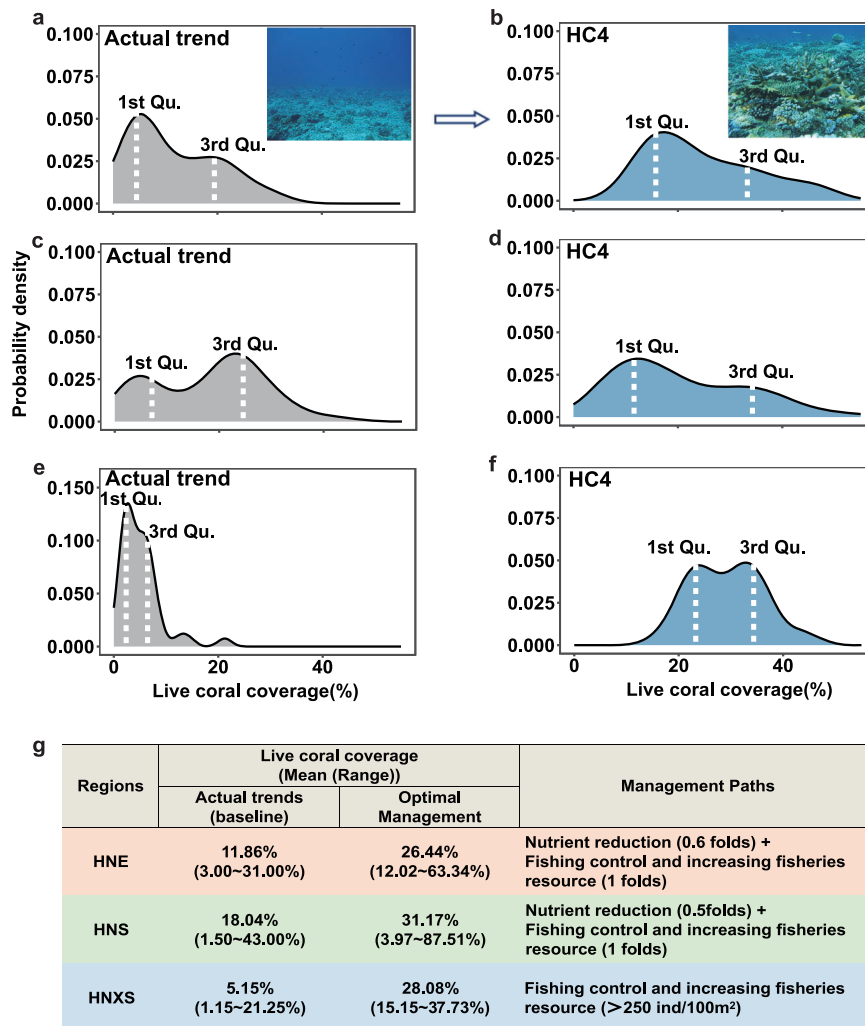 a
Actual trend
0.100
0.075
0.050
0.025
0.000
1st Qu.
3rd Qu.
b
HC4
0.100
0.075
0.050
0.025
0.000
1st Qu.
3rd Qu.
Probability density
c
Actual trend
0.100
0.075
0.050
0.025
0.000
1st Qu.
3rd Qu.
d
HC4
0.100
0.075
0.050
0.025
0.000
1st Qu.
3rd Qu.
e
Actual trend
0.150
0.100
0.050
0.000
1st Qu.
3rd Qu.
0 20 40
Live coral coverage(%)
f
HC4
0.100
0.075
0.050
0.025
0.000
1st Qu.
3rd Qu.
0 20 40
Live coral coverage(%)
g
Regions
Live coral coverage
(Mean (Range))
Actual trends
(baseline)
Optimal
Management
Management Paths
HNE
11.86%
(3.00~31.00%)
26.44%
(12.02~63.34%)
Nutrient reduction (0.6 folds) +
Fishing control and increasing fisheries
resource (1 folds)
HNS
18.04%
(1.50~43.00%)
31.17%
(3.97~87.51%)
Nutrient reduction (0.5folds) +
Fishing control and increasing fisheries
resource (1 folds)
HNXS
5.15%
(1.15~21.25%)
28.08%
(15.15~37.73%)
Fishing control and increasing fisheries
resource (＞250 ind/100m²)